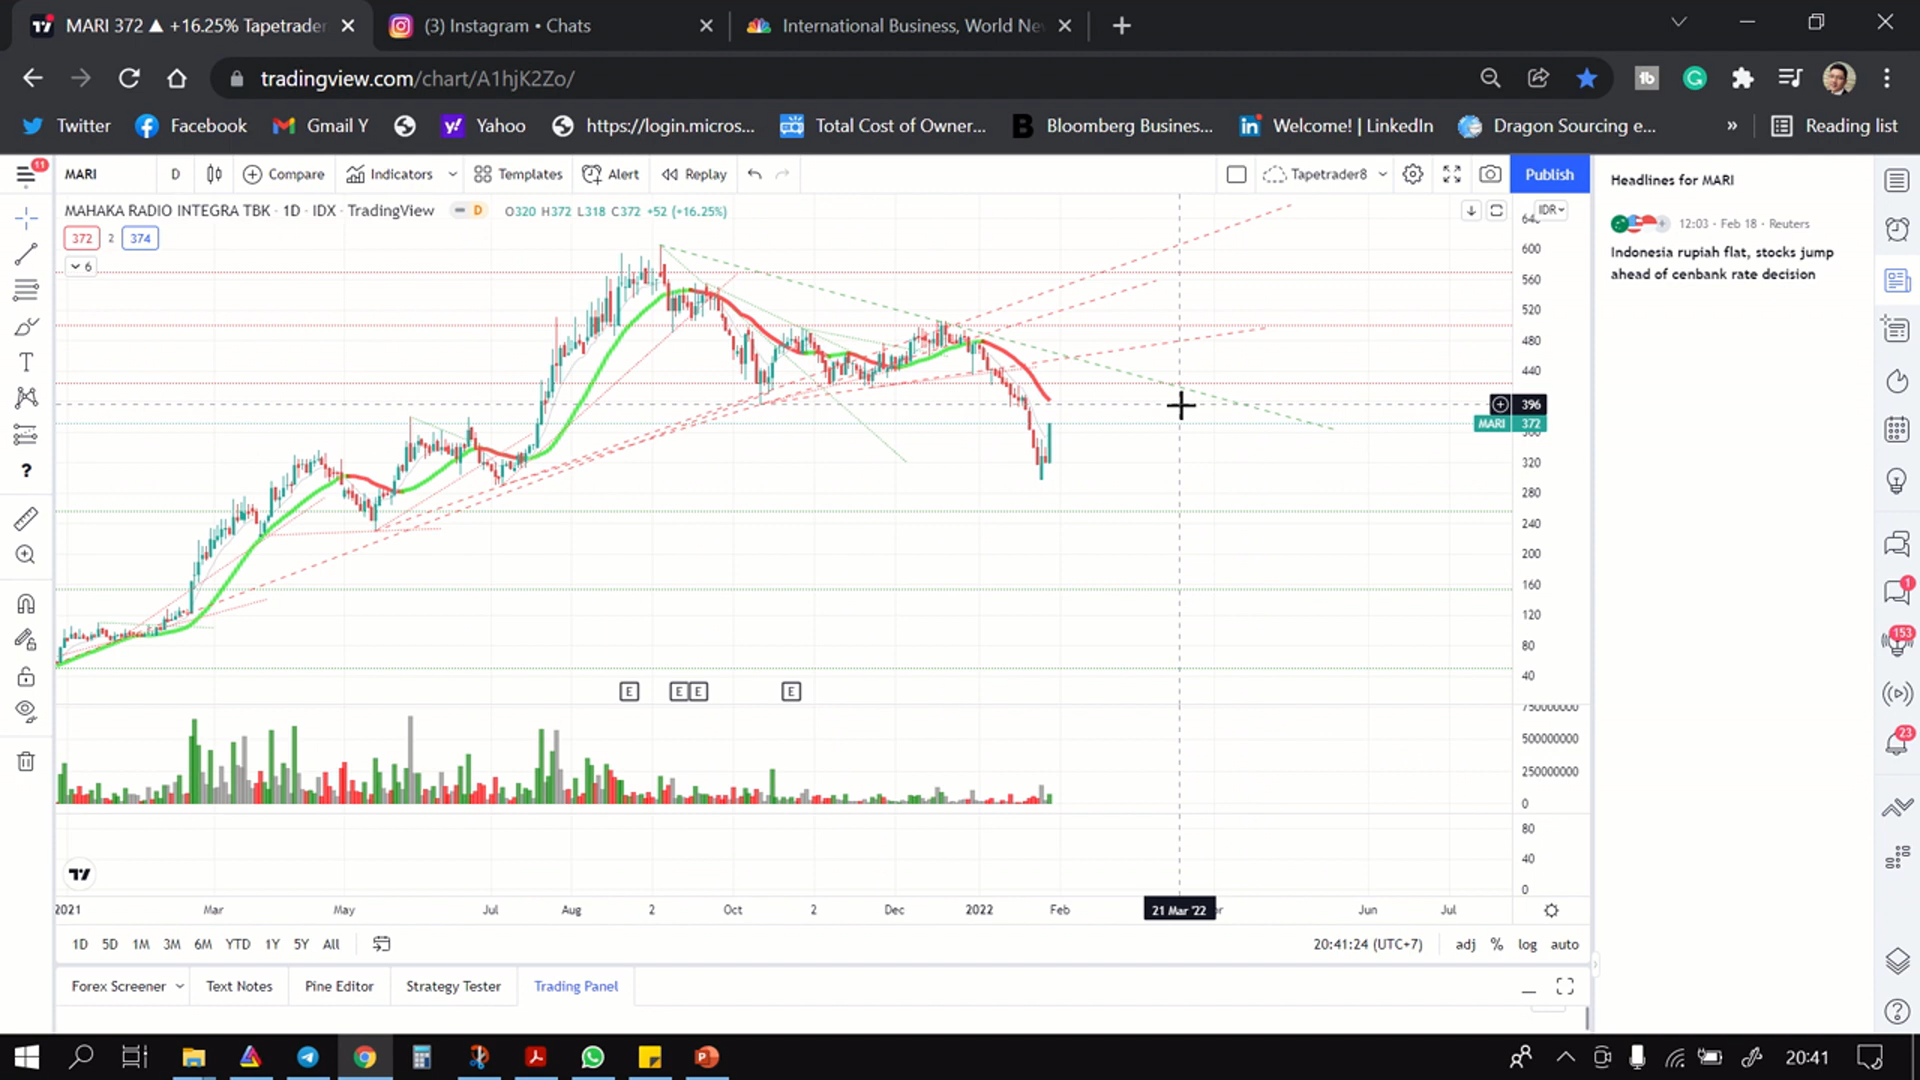 MARI 372 ▲ +16.25% Tapetrader
(3) Instagram • Chats
International Business, World Ne
tradingview.com/chart/A1hjK2Zo/
Twitter
Facebook
Gmail Y
Yahoo
https://login.micros...
Total Cost of Owner...
Bloomberg Business...
Welcome! | LinkedIn
Dragon Sourcing e...
»
Reading list
11
MARI
D
Compare
Indicators
Templates
Alert
Replay
Tapetrader8
Publish
Headlines for MARI
MAHAKA RADIO INTEGRA TBK · 1D · IDX · TradingView
D
O320 H372 L318 C372 +52 (+16.25%)
IDR
372
2
374
12:03 · Feb 18 · Reuters
Indonesia rupiah flat, stocks jump
ahead of cenbank rate decision
6
600
560
520
480
440
396
MARI 372
320
280
240
200
160
120
80
40
E
E
E
E
750000000
500000000
250000000
0
80
40
0
1
153
23
2021
Mar
May
Jul
Aug
2
Oct
2
Dec
2022
Feb
21 Mar '22
Jun
Jul
1D
5D
1M
3M
6M
YTD
1Y
5Y
All
20:41:24 (UTC+7)
adj
%
log
auto
Forex Screener
Text Notes
Pine Editor
Strategy Tester
Trading Panel
20:41